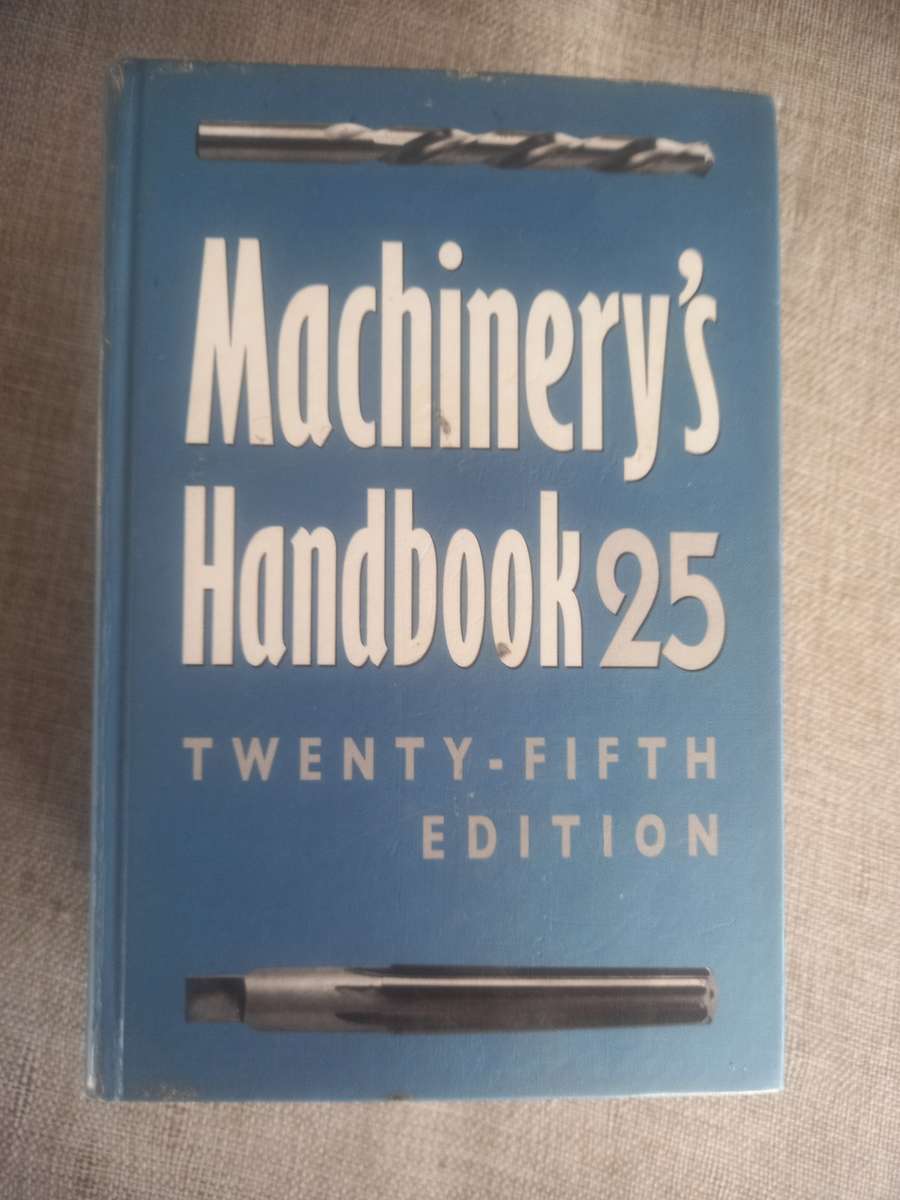 Machinery's
Handbook 25
TWENTY-FIFTH
EDITION